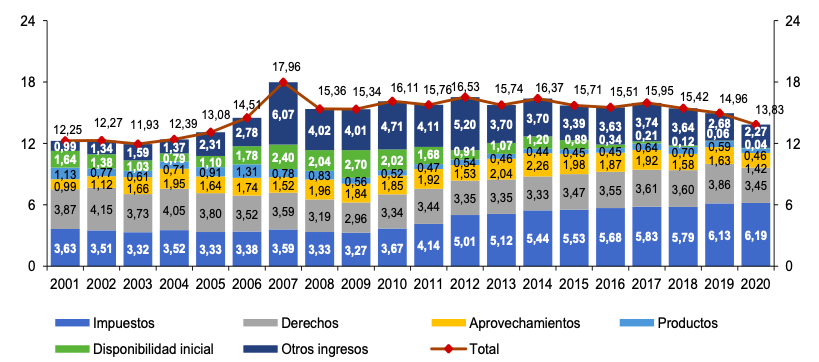 24 24
18 18
12 12
6 6
0 0
12,25 12,27 11,93 12,39 13,08 14,51 17,96 15,36 15,34 16,11 15,76 16,53 15,74 16,37 15,71 15,51 15,95 15,42 14,96 13,83
0,99 1,34 1,59 1,37 2,31 2,78 6,07 4,02 4,01 4,71 4,11 5,20 3,70 3,70 3,39 3,63 3,74 3,64 2,68 2,27
1,64 1,38 1,03 0,79 1,10 1,78 2,40 2,04 2,70 2,02 1,68 0,91 1,07 1,20 0,89 0,34 0,21 0,12 0,06 0,04
1,13 0,77 0,61 0,71 0,91 1,31 0,78 0,83 0,56 0,52 0,47 0,54 0,46 0,44 0,45 0,45 0,64 0,70 0,59 0,46
0,99 1,12 1,66 1,95 1,64 1,74 1,52 1,96 1,84 1,85 1,92 1,53 2,04 2,26 1,98 1,87 1,92 1,58 1,63 1,42
3,87 4,15 3,73 4,05 3,80 3,52 3,59 3,19 2,96 3,34 3,44 3,35 3,35 3,33 3,47 3,55 3,61 3,60 3,86 3,45
3,63 3,51 3,32 3,52 3,33 3,38 3,59 3,33 3,27 3,67 4,14 5,01 5,12 5,44 5,53 5,68 5,83 5,79 6,13 6,19
2001 2002 2003 2004 2005 2006 2007 2008 2009 2010 2011 2012 2013 2014 2015 2016 2017 2018 2019 2020
Impuestos Derechos Aprovechamientos Productos
Disponibilidad inicial Otros ingresos Total